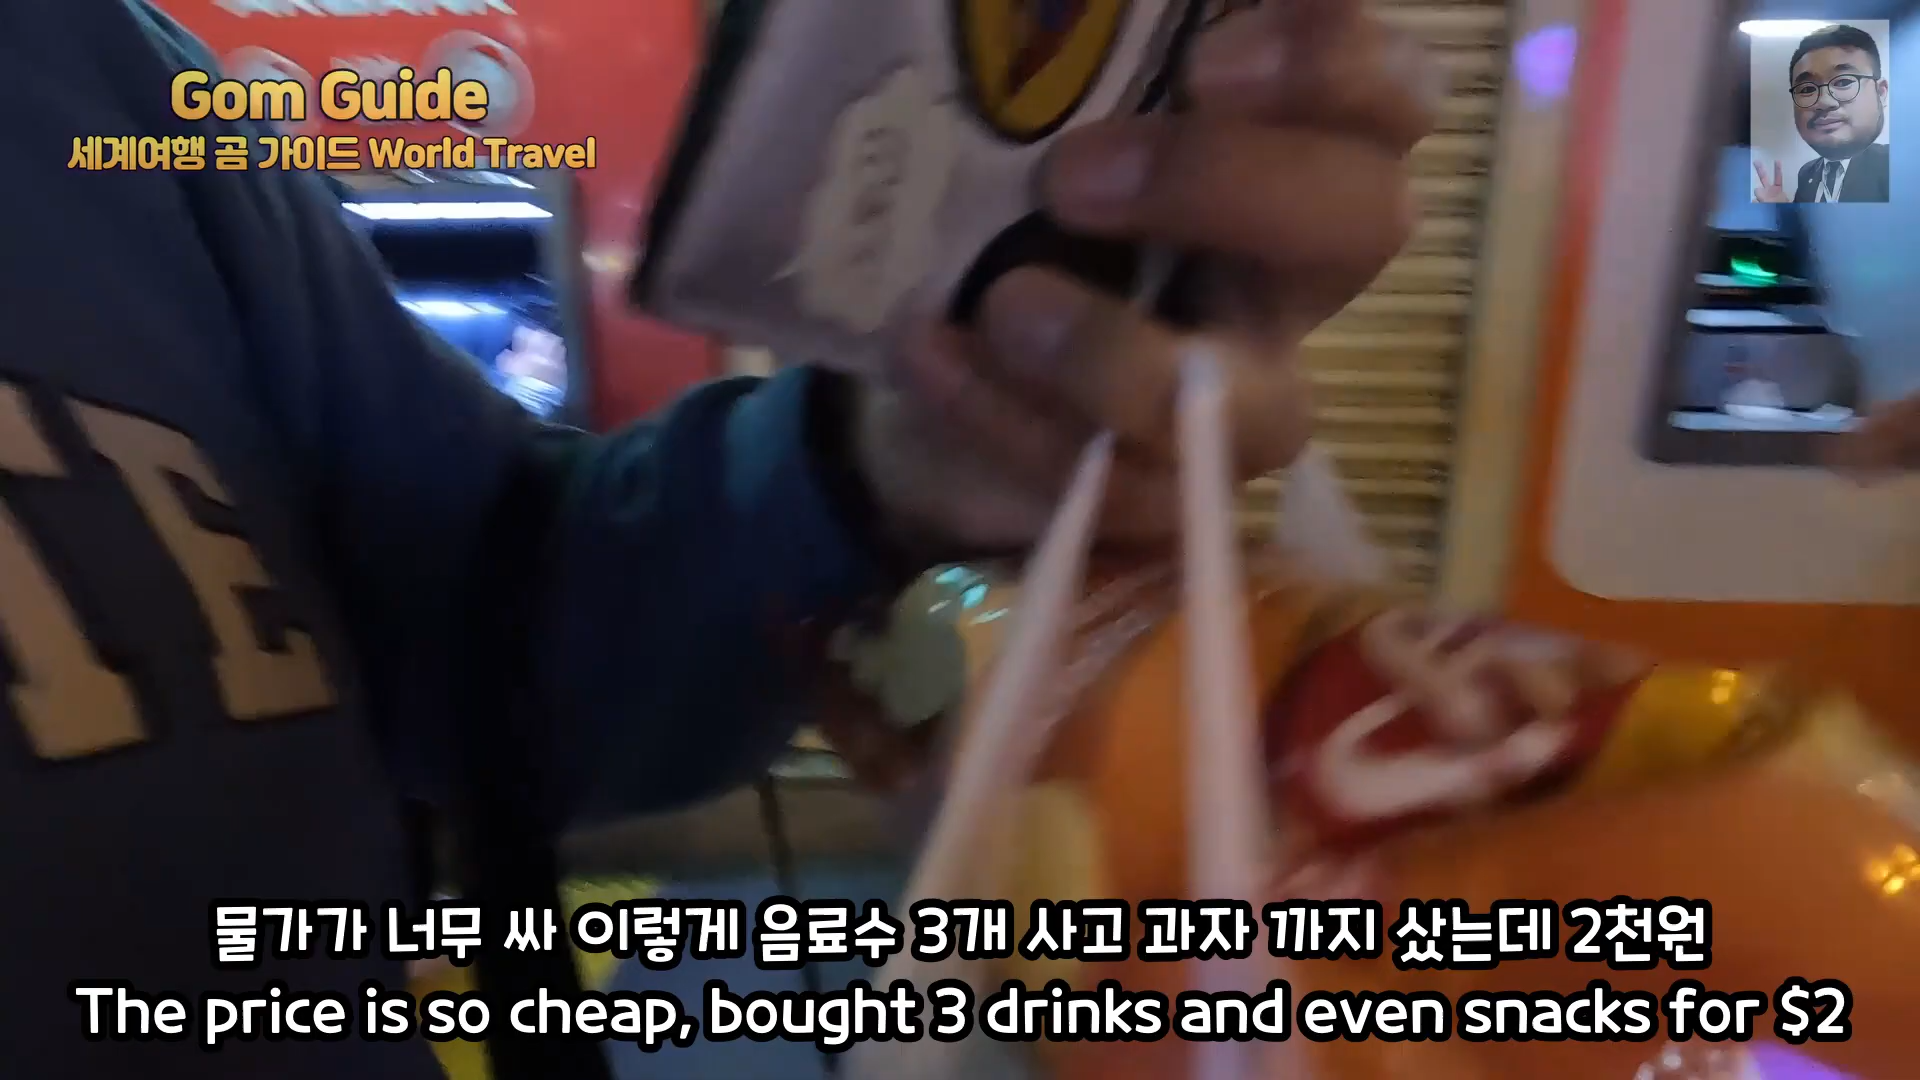 Gom Guide
세계여행 곰 가이드 World Travel
TE
물가가 너무 싸 이렇게 음료수 3개 사고 과자 까지 샀는데 2천원
The price is so cheap, bought 3 drinks and even snacks for $2